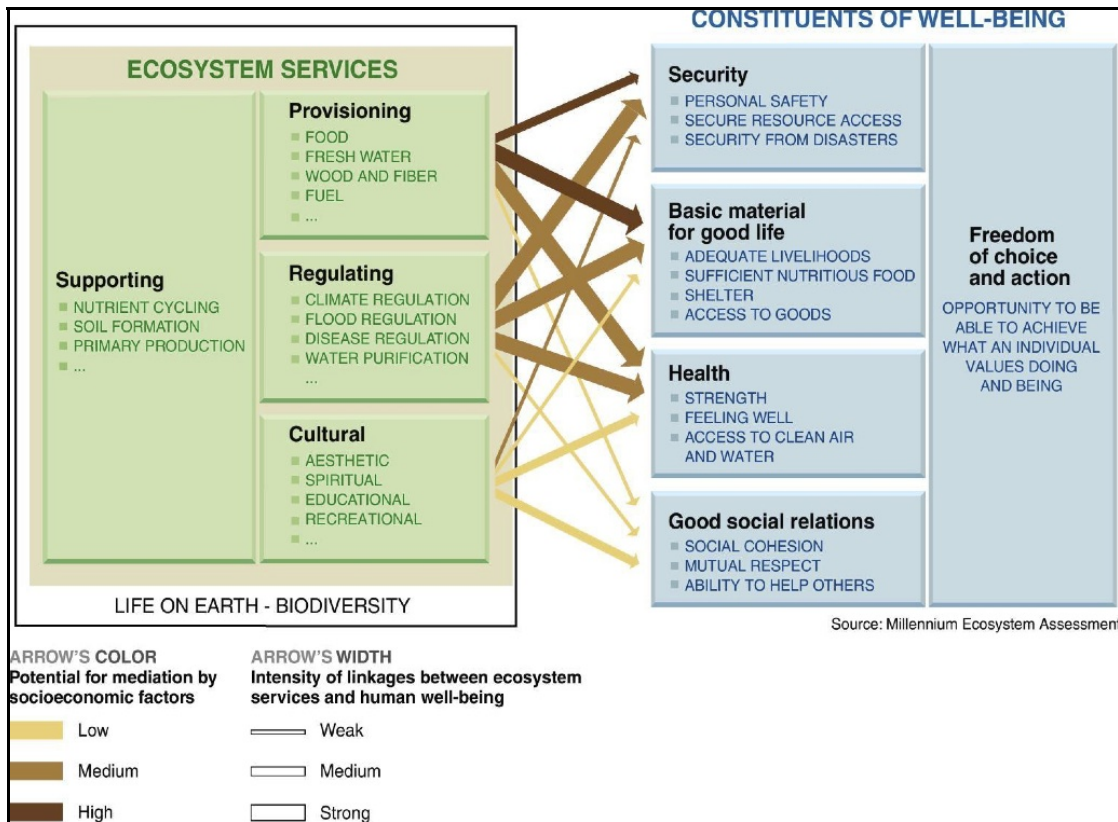 CONSTITUENTS OF WELL-BEING
ECOSYSTEM SERVICES
Supporting
NUTRIENT CYCLING
SOIL FORMATION
PRIMARY PRODUCTION
...
Provisioning
FOOD
FRESH WATER
WOOD AND FIBER
FUEL
...
Regulating
CLIMATE REGULATION
FLOOD REGULATION
DISEASE REGULATION
WATER PURIFICATION
...
Cultural
AESTHETIC
SPIRITUAL
EDUCATIONAL
RECREATIONAL
...
LIFE ON EARTH - BIODIVERSITY
Security
PERSONAL SAFETY
SECURE RESOURCE ACCESS
SECURITY FROM DISASTERS
Basic material
for good life
ADEQUATE LIVELIHOODS
SUFFICIENT NUTRITIOUS FOOD
SHELTER
ACCESS TO GOODS
Health
STRENGTH
FEELING WELL
ACCESS TO CLEAN AIR
AND WATER
Good social relations
SOCIAL COHESION
MUTUAL RESPECT
ABILITY TO HELP OTHERS
Freedom
of choice
and action
OPPORTUNITY TO BE
ABLE TO ACHIEVE
WHAT AN INDIVIDUAL
VALUES DOING
AND BEING
Source: Millennium Ecosystem Assessment
ARROW'S COLOR
Potential for mediation by
socioeconomic factors
Low
Medium
High
ARROW'S WIDTH
Intensity of linkages between ecosystem
services and human well-being
Weak
Medium
Strong